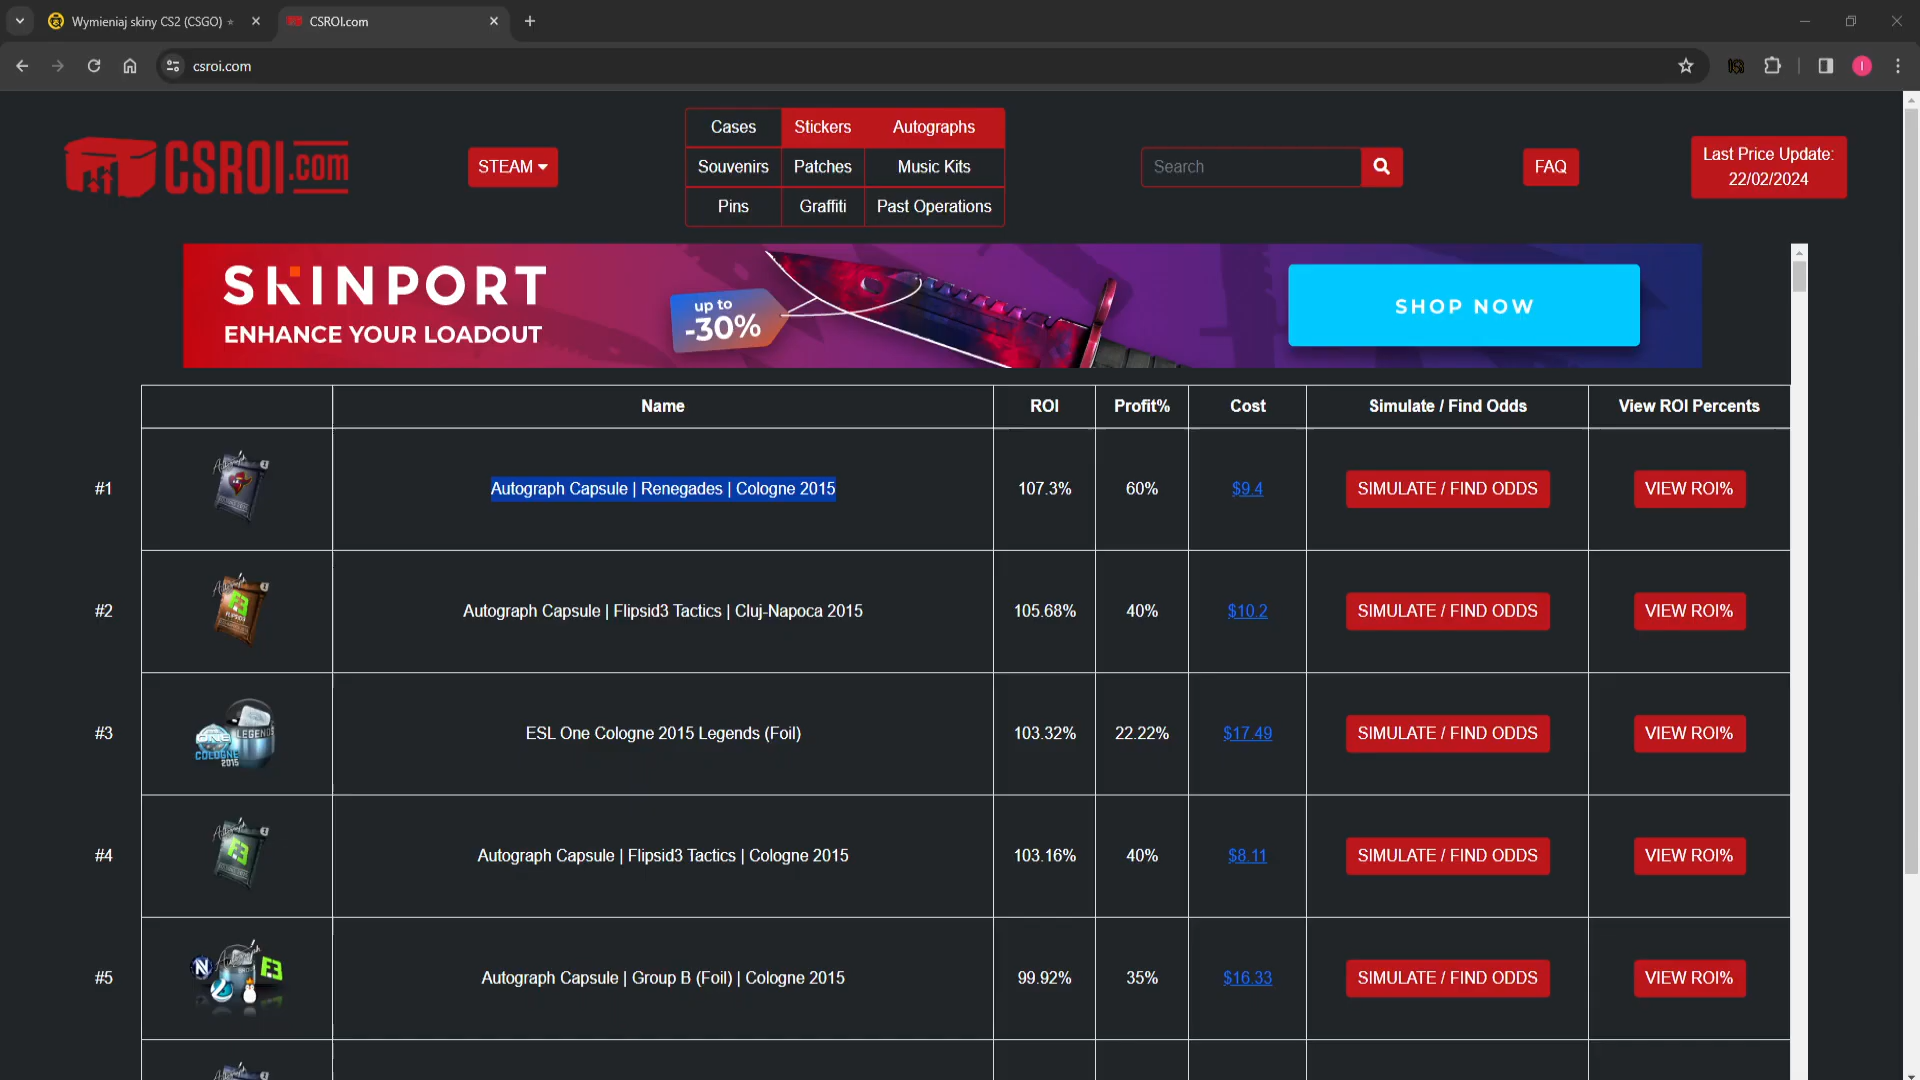 Wymieniaj skiny CS2 (CSGO)
CSROI.com
csroi.com
CSROI.com
STEAM
Cases Stickers Autographs
Souvenirs Patches Music Kits
Pins Graffiti Past Operations
Search
FAQ
Last Price Update:
22/02/2024
SKINPORT
ENHANCE YOUR LOADOUT
up to
-30%
SHOP NOW
Name ROI Profit% Cost Simulate / Find Odds View ROI Percents
#1 Autograph Capsule | Renegades | Cologne 2015 107.3% 60% $9.4 SIMULATE / FIND ODDS VIEW ROI%
#2 Autograph Capsule | Flipsid3 Tactics | Cluj-Napoca 2015 105.68% 40% $10.2 SIMULATE / FIND ODDS VIEW ROI%
#3 ESL One Cologne 2015 Legends (Foil) 103.32% 22.22% $17.49 SIMULATE / FIND ODDS VIEW ROI%
#4 Autograph Capsule | Flipsid3 Tactics | Cologne 2015 103.16% 40% $8.11 SIMULATE / FIND ODDS VIEW ROI%
#5 Autograph Capsule | Group B (Foil) | Cologne 2015 99.92% 35% $16.33 SIMULATE / FIND ODDS VIEW ROI%